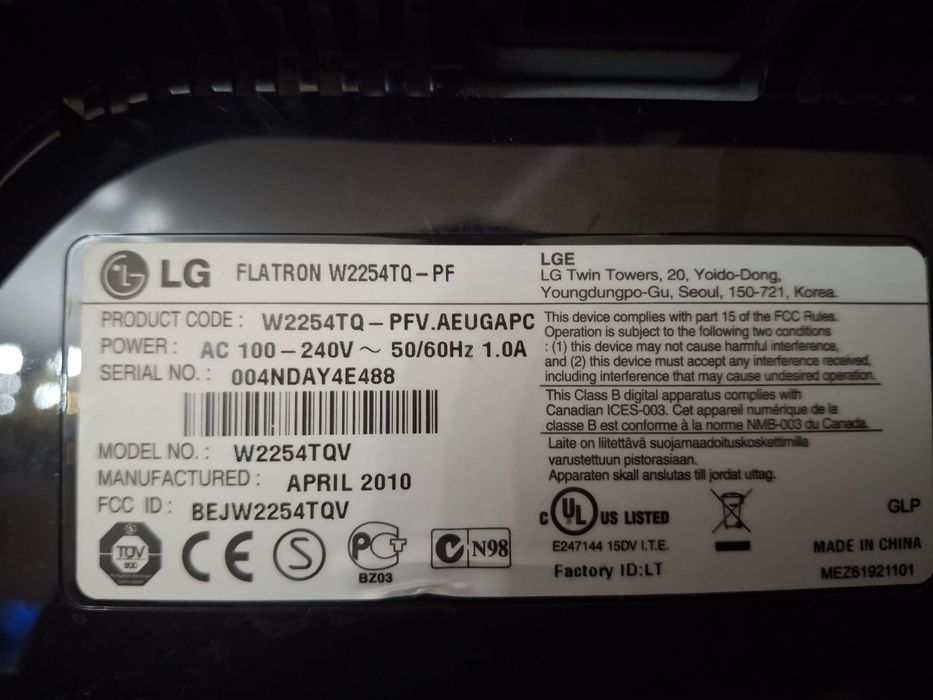 LG FLATRON W2254TQ-PF
LGE
LG Twin Towers, 20, Yoido-Dong,
Youngdungpo-Gu, Seoul, 150-721, Korea.
PRODUCT CODE : W2254TQ-PFV.AEUGAPC
POWER : AC 100-240V ~ 50/60Hz 1.0A
SERIAL NO. : 004NDAY4E488
MODEL NO. : W2254TQV
MANUFACTURED : APRIL 2010
FCC ID : BEJW2254TQV
This device complies with part 15 of the FCC Rules.
Operation is subject to the following two conditions
: (1) this device may not cause harmful interference,
and (2) this device must accept any interference received,
including interference that may cause undesired operation.
This Class B digital apparatus complies with
Canadian ICES-003. Cet appareil numérique de la
classe B est conforme à la norme NMB-003 du Canada.
Laite on liitettävä suojamaadoituskoskettimilla
varustettuun pistorasiaan.
Apparaten skall anslutas till jordat uttag.
TÜV
CE
S
PCT
BZ03
N98
C UL US LISTED
E247144 15DV I.T.E.
Factory ID:LT
GLP
MADE IN CHINA
MEZ61921101